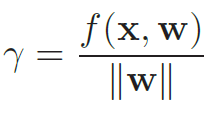 γ = f(𝐱, 𝐰) / ‖𝐰‖